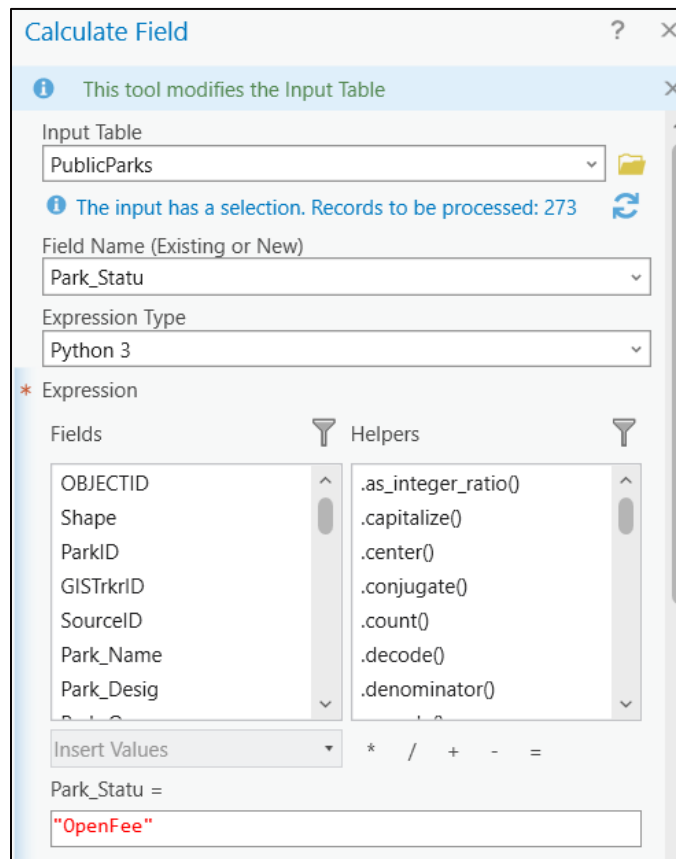 Calculate Field ?
This tool modifies the Input Table
Input Table
PublicParks
The input has a selection. Records to be processed: 273
Field Name (Existing or New)
Park_Statu
Expression Type
Python 3
* Expression
Fields
OBJECTID
Shape
ParkID
GISTrkrID
SourceID
Park_Name
Park_Desig
Helpers
.as_integer_ratio()
.capitalize()
.center()
.conjugate()
.count()
.decode()
.denominator()
Insert Values
* / + - =
Park_Statu =
"OpenFee"